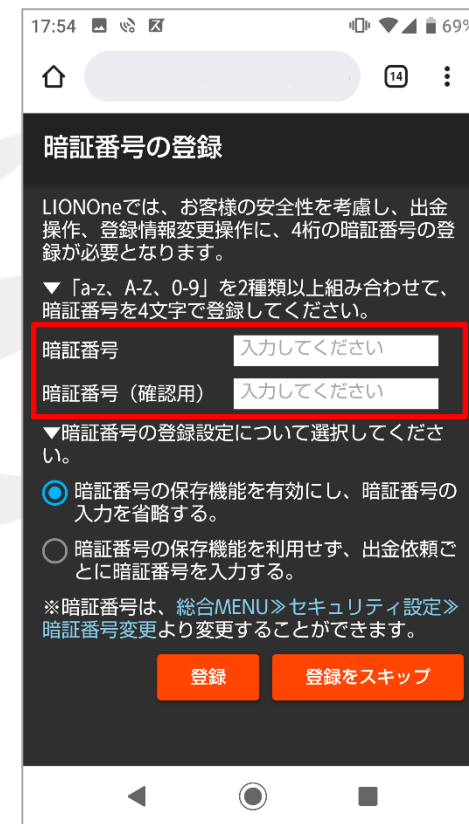 17:54 69%
14
暗証番号の登録
LIONOneでは、お客様の安全性を考慮し、出金
操作、登録情報変更操作に、4桁の暗証番号の登
録が必要となります。
▼「a-z、A-Z、0-9」を2種類以上組み合わせて、
暗証番号を4文字で登録してください。
暗証番号 入力してください
暗証番号（確認用） 入力してください
▼暗証番号の登録設定について選択してくださ
い。
暗証番号の保存機能を有効にし、暗証番号の
入力を省略する。
暗証番号の保存機能を利用せず、出金依頼ご
とに暗証番号を入力する。
※暗証番号は、総合MENU≫セキュリティ設定≫
暗証番号変更より変更することができます。
登録 登録をスキップ